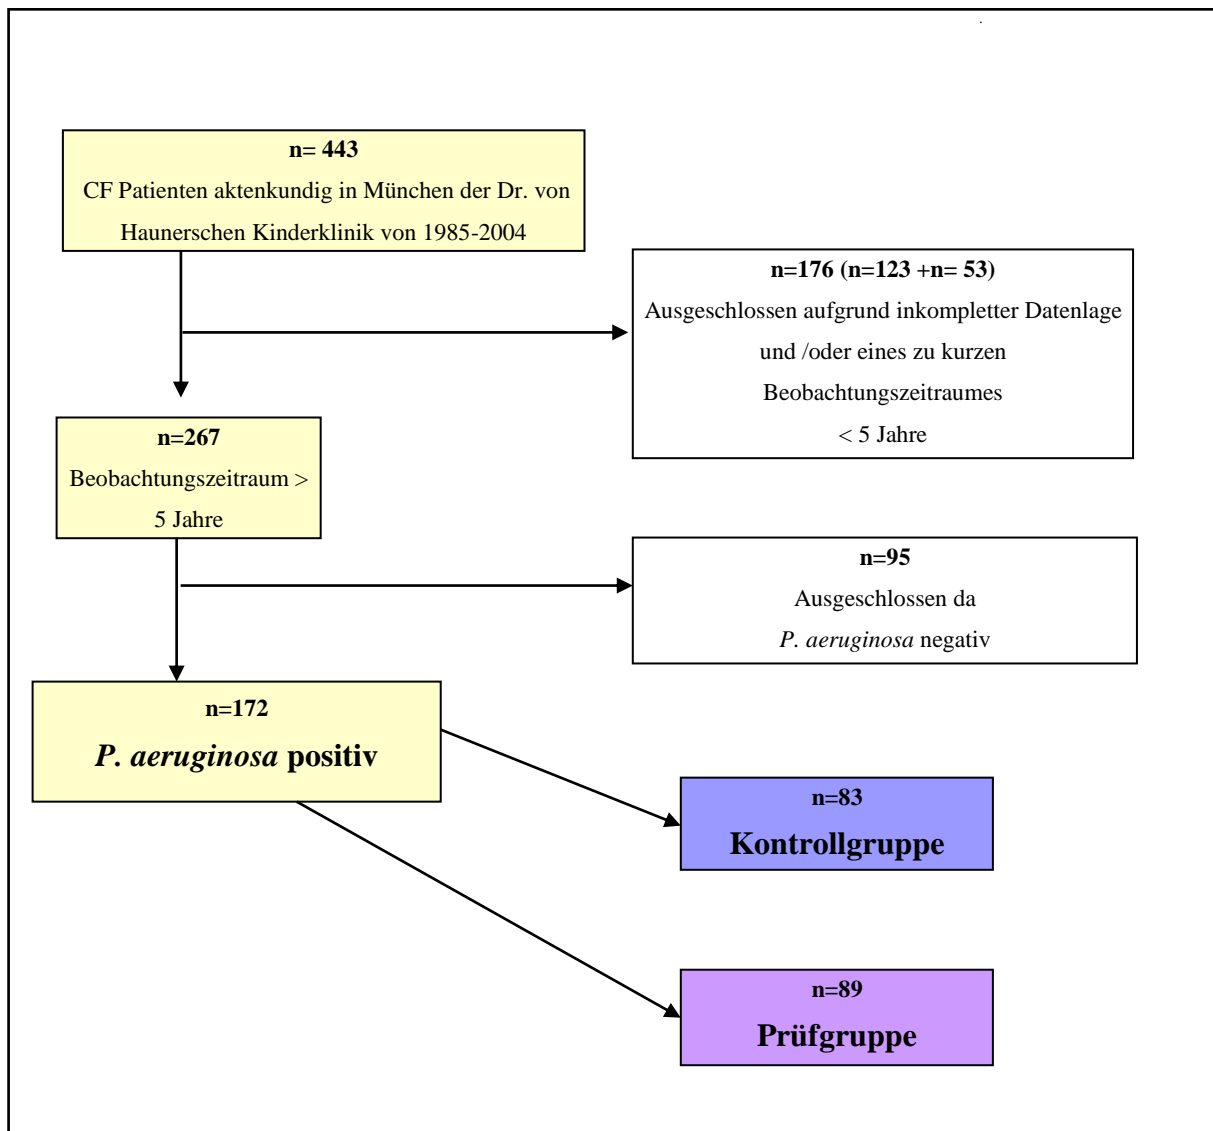 n= 443
CF Patienten aktenkundig in München der Dr. von
Haunerschen Kinderklinik von 1985-2004
n=176 (n=123 +n= 53)
Ausgeschlossen aufgrund inkompletter Datenlage
und /oder eines zu kurzen
Beobachtungszeitraumes
< 5 Jahre
n=267
Beobachtungszeitraum >
5 Jahre
n=95
Ausgeschlossen da
P. aeruginosa negativ
n=172
P. aeruginosa positiv
n=83
Kontrollgruppe
n=89
Prüfgruppe